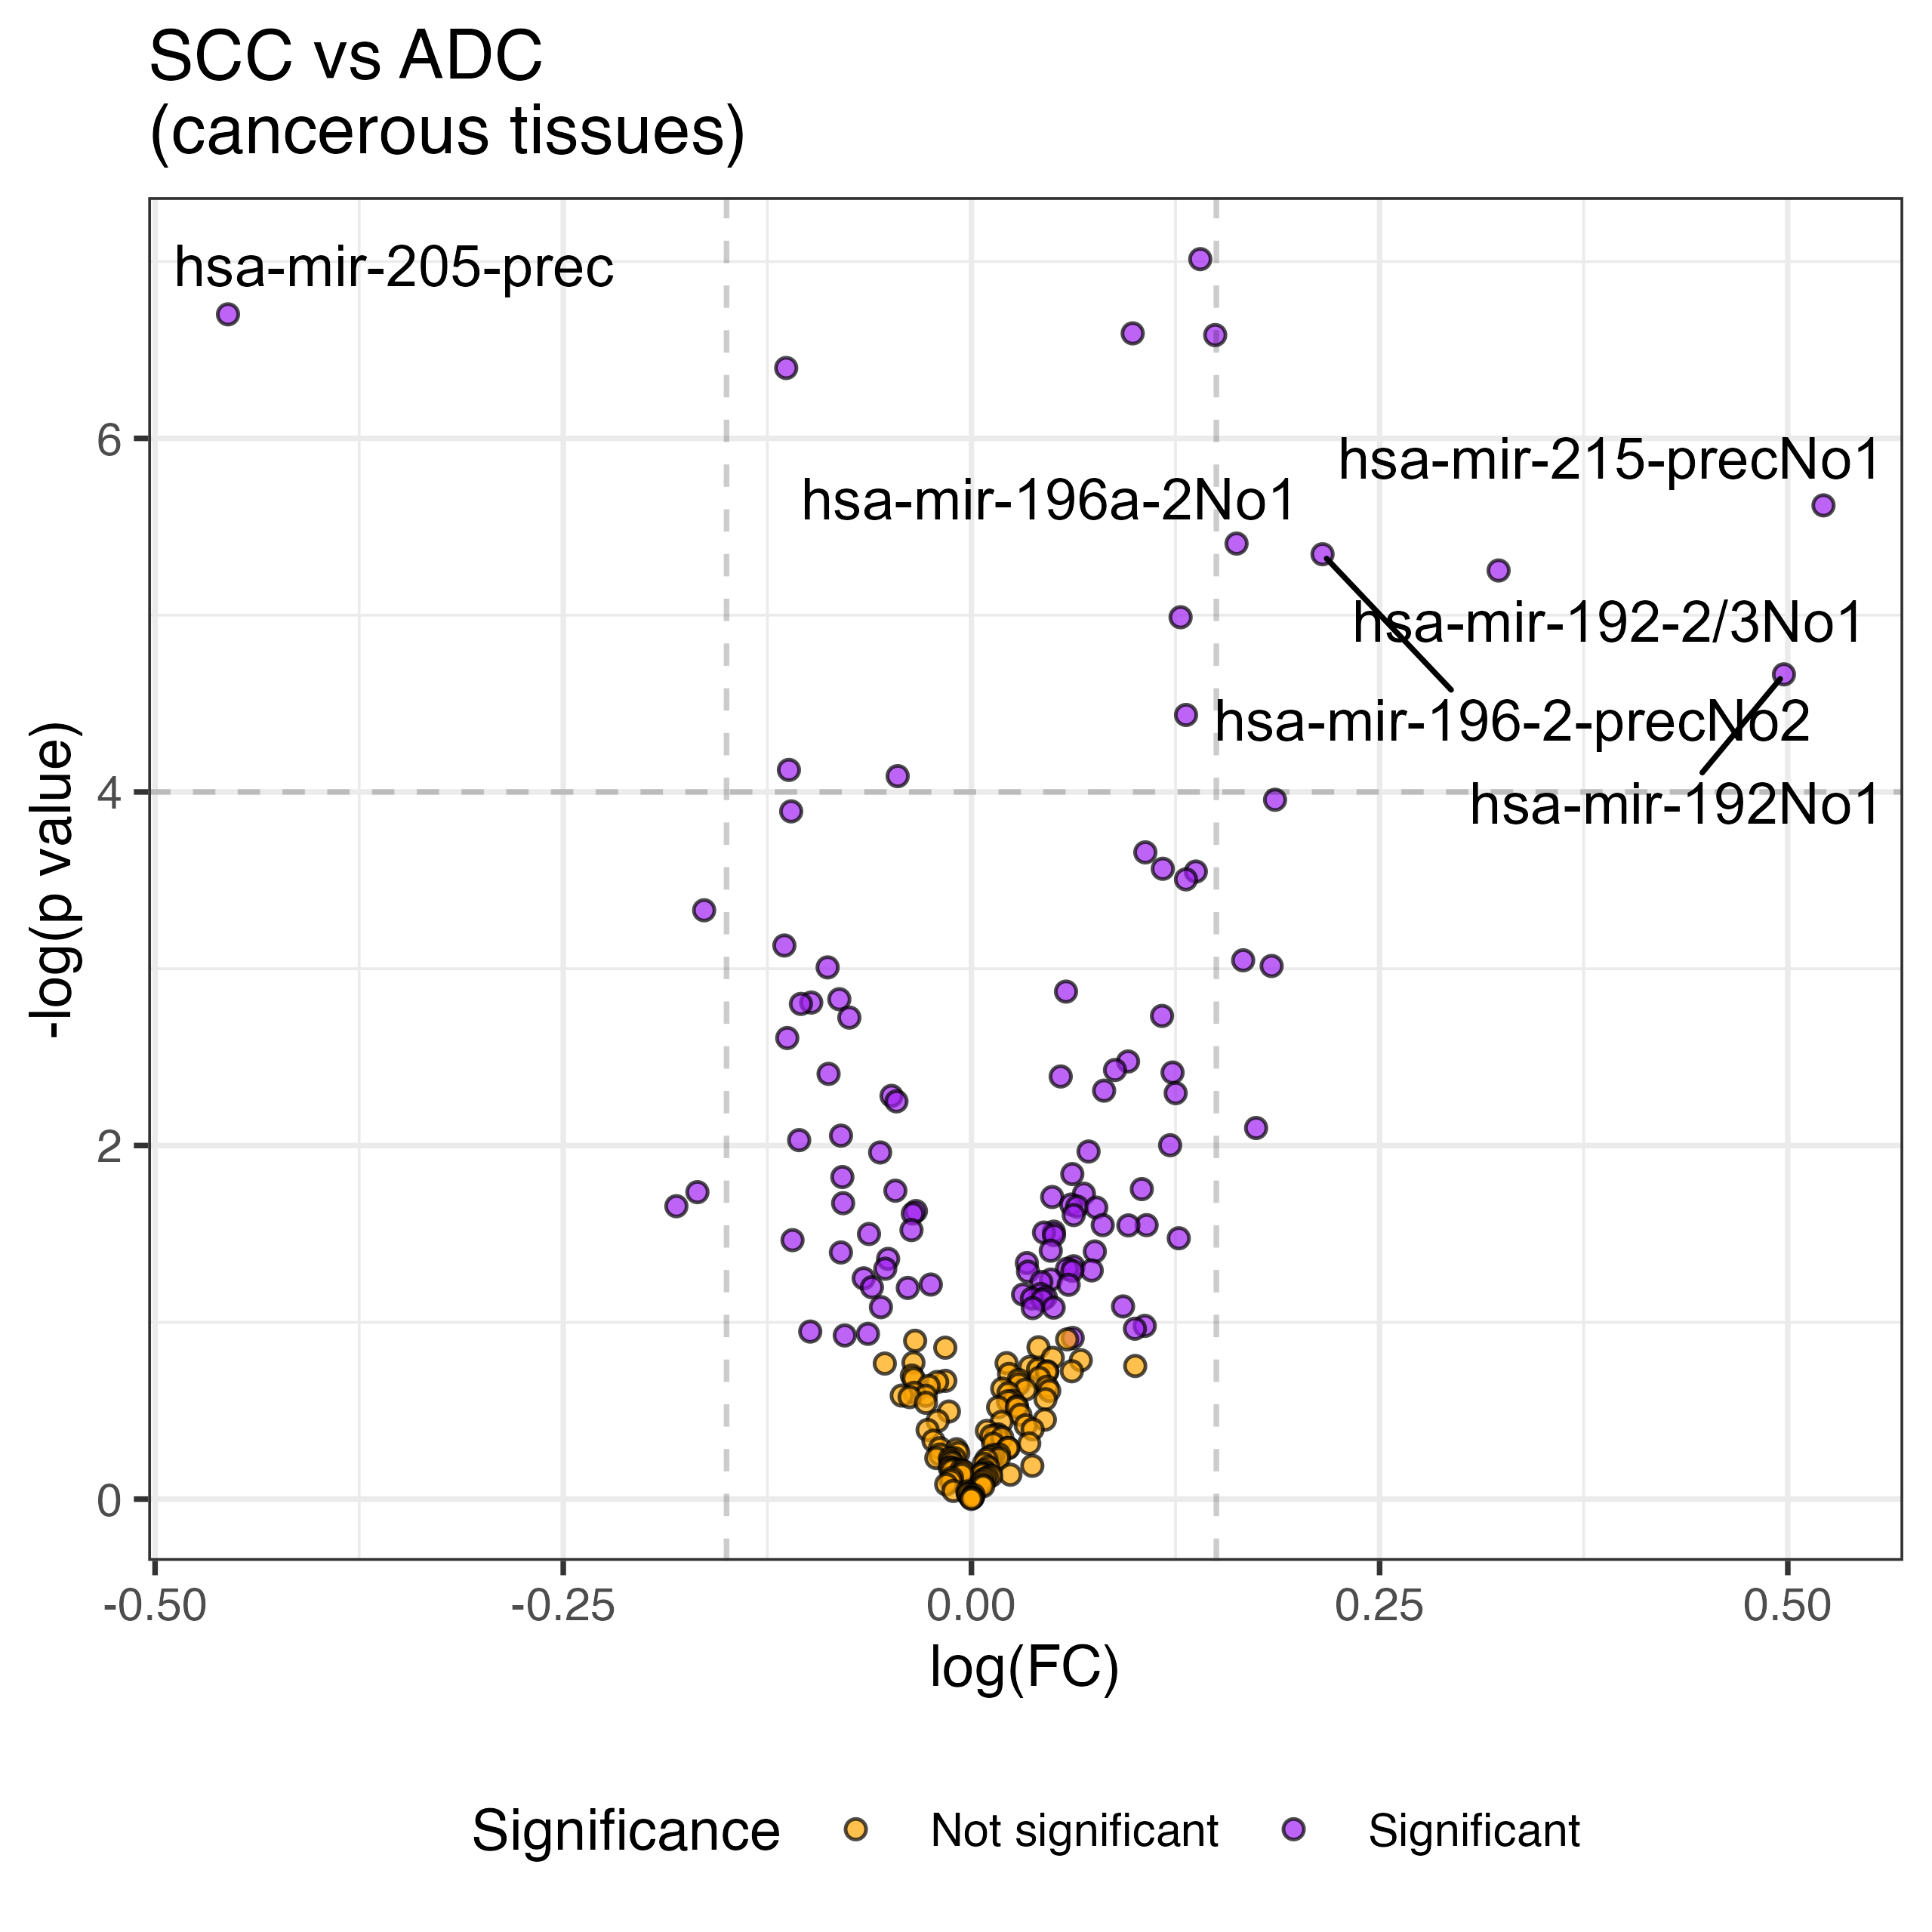 SCC vs ADC
(cancerous tissues)
hsa-mir-205-prec
hsa-mir-215-precNo1
hsa-mir-196a-2No1
hsa-mir-192-2/3No1
hsa-mir-196-2-precNo2
hsa-mir-192No1
-log(p value)
6
4
2
0
-0.50 -0.25 0.00 0.25 0.50
log(FC)
Significance Not significant Significant